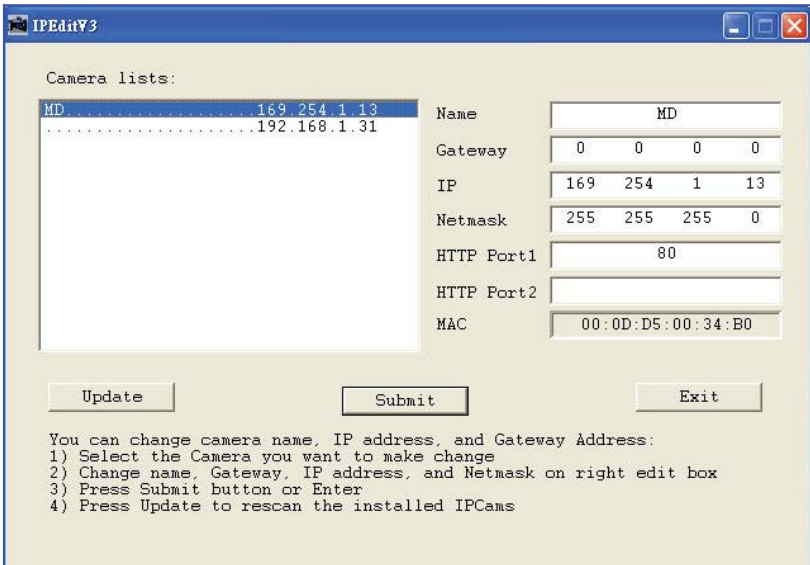 IPEditV3
Camera lists:
MD....................169.254.1.13
......................192.168.1.31
Name MD
Gateway 0 0 0 0
IP 169 254 1 13
Netmask 255 255 255 0
HTTP Port1 80
HTTP Port2
MAC 00:0D:D5:00:34:B0
Update Submit Exit
You can change camera name, IP address, and Gateway Address:
1) Select the Camera you want to make change
2) Change name, Gateway, IP address, and Netmask on right edit box
3) Press Submit button or Enter
4) Press Update to rescan the installed IPCams